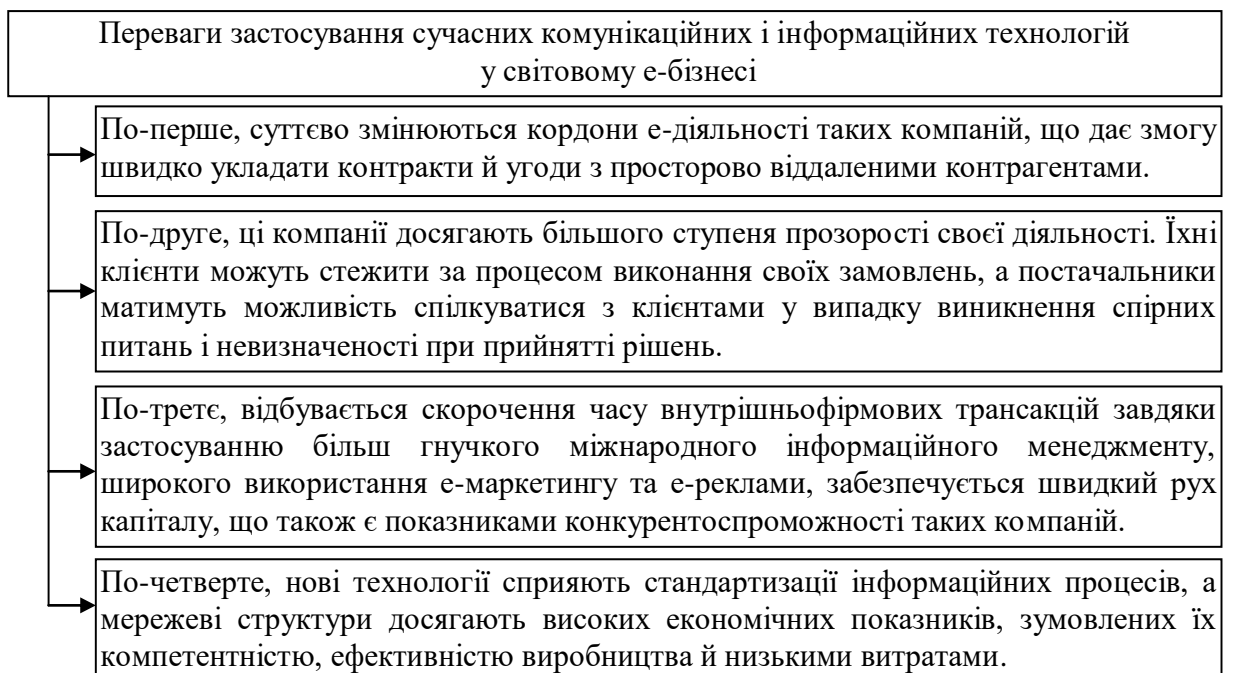 Переваги застосування сучасних комунікаційних і інформаційних технологій
у світовому е-бізнесі
По-перше, суттєво змінюються кордони е-діяльності таких компаній, що дає змогу
швидко укладати контракти й угоди з просторово віддаленими контрагентами.
По-друге, ці компанії досягають більшого ступеня прозорості своєї діяльності. Їхні
клієнти можуть стежити за процесом виконання своїх замовлень, а постачальники
матимуть можливість спілкуватися з клієнтами у випадку виникнення спірних
питань і невизначеності при прийнятті рішень.
По-третє, відбувається скорочення часу внутрішньофірмових трансакцій завдяки
застосуванню більш гнучкого міжнародного інформаційного менеджменту,
широкого використання е-маркетингу та е-реклами, забезпечується швидкий рух
капіталу, що також є показниками конкурентоспроможності таких компаній.
По-четверте, нові технології сприяють стандартизації інформаційних процесів, а
мережеві структури досягають високих економічних показників, зумовлених їх
компетентністю, ефективністю виробництва й низькими витратами.